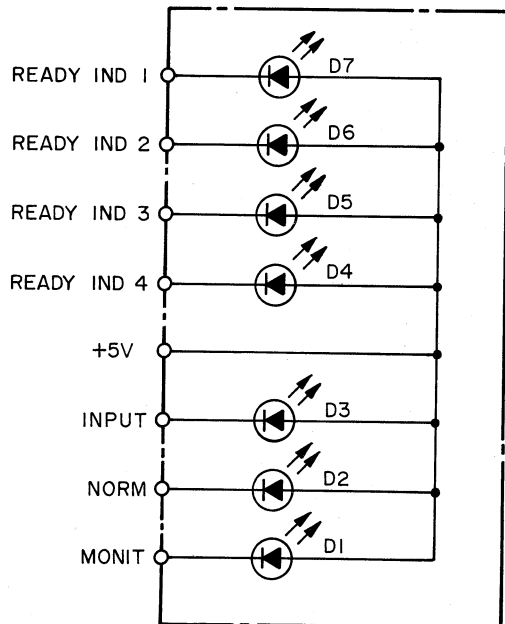 READY IND 1 D7
READY IND 2 D6
READY IND 3 D5
READY IND 4 D4
+5V
INPUT D3
NORM D2
MONIT D1